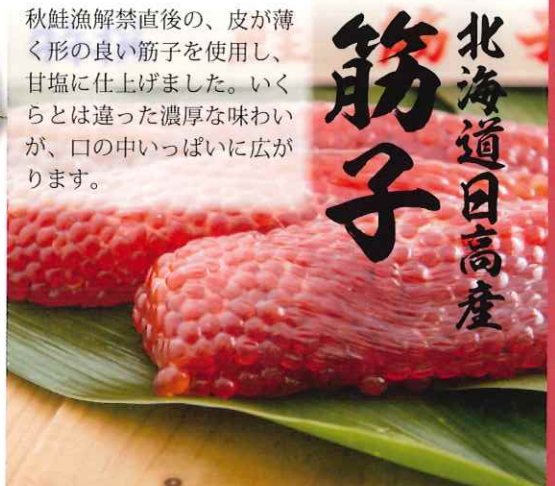 北海道日高産
筋子
秋鮭漁解禁直後の、皮が薄
く形の良い筋子を使用し、
甘塩に仕上げました。いく
らとは違った濃厚な味わい
が、口の中いっぱいに広が
ります。